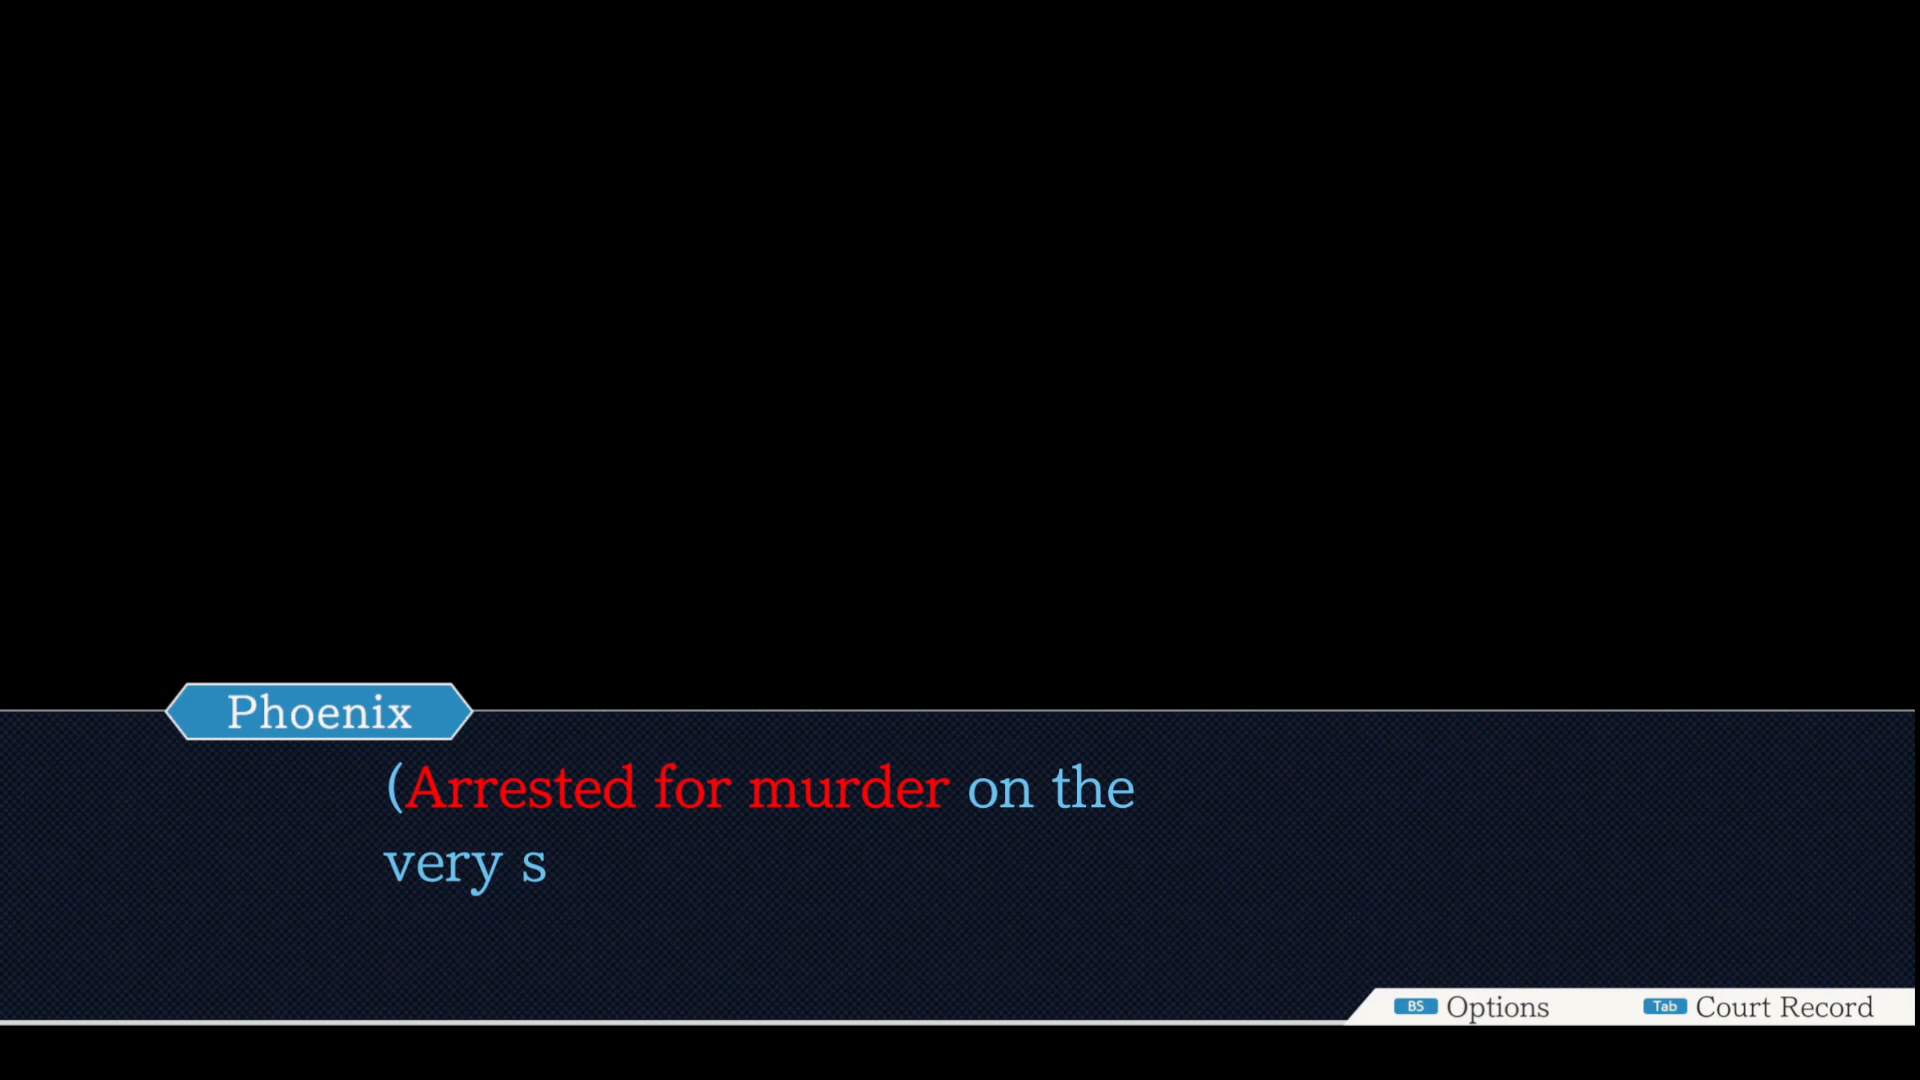 Phoenix
(Arrested for murder on the
very s
BS Options Tab Court Record